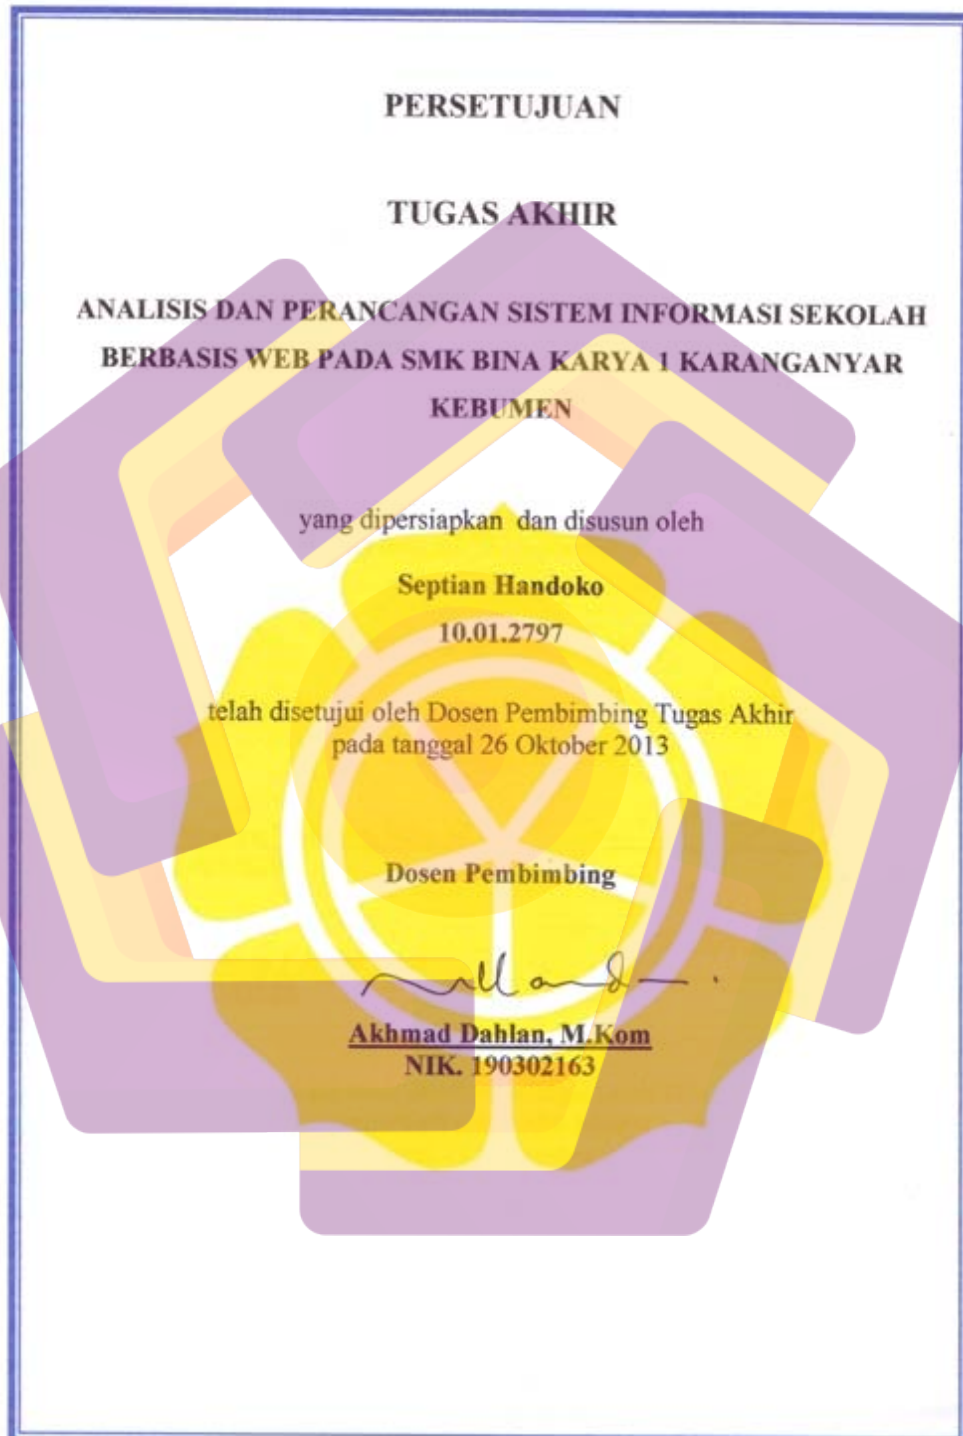 PERSETUJUAN
TUGAS AKHIR
ANALISIS DAN PERANCANGAN SISTEM INFORMASI SEKOLAH
BERBASIS WEB PADA SMK BINA KARYA 1 KARANGANYAR
KEBUMEN
yang dipersiapkan dan disusun oleh
Septian Handoko
10.01.2797
telah disetujui oleh Dosen Pembimbing Tugas Akhir
pada tanggal 26 Oktober 2013
Dosen Pembimbing
Akhmad Dahlan, M.Kom
NIK. 190302163